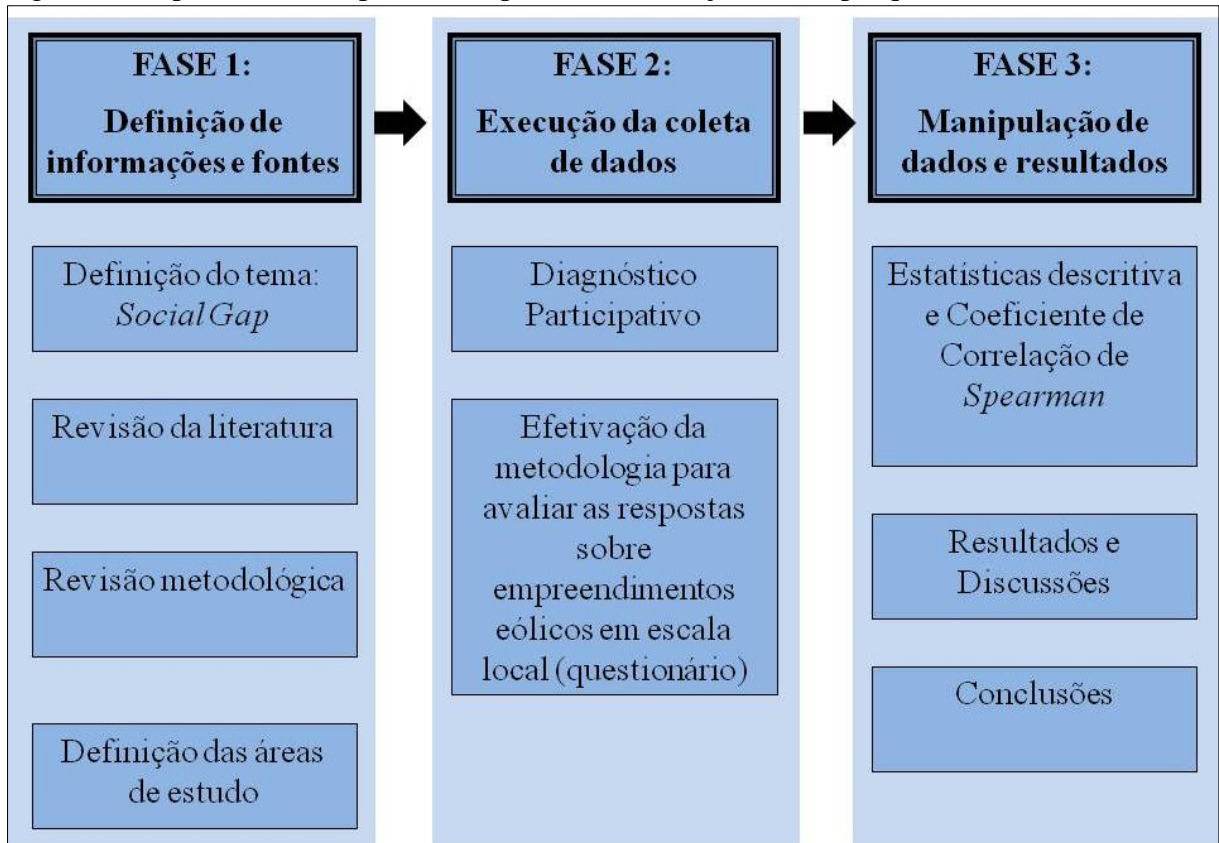 FASE 1:
Definição de
informações e fontes
Definição do tema:
Social Gap
Revisão da literatura
Revisão metodológica
Definição das áreas
de estudo
FASE 2:
Execução da coleta
de dados
Diagnóstico
Participativo
Efetivação da
metodologia para
avaliar as respostas
sobre
empreendimentos
eólicos em escala
local (questionário)
FASE 3:
Manipulação de
dados e resultados
Estatísticas descritiva
e Coeficiente de
Correlação de
Spearman
Resultados e
Discussões
Conclusões